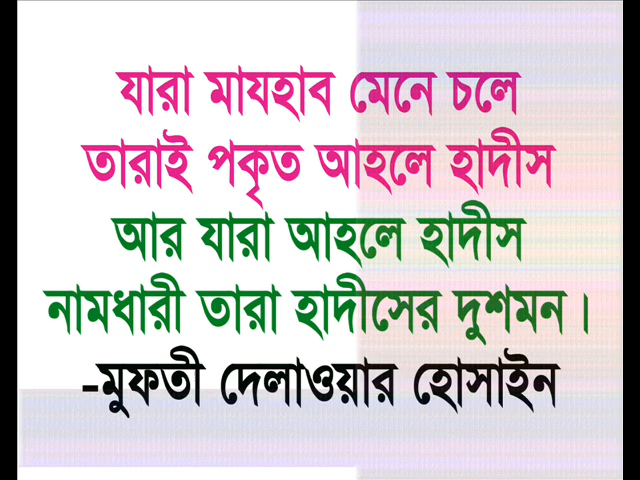 যারা মাযহাব মেনে চলে
তারাই পকৃত আহলে হাদীস
আর যারা আহলে হাদীস
নামধারী তারা হাদীসের দুশমন।
-মুফতী দেলাওয়ার হোসাইন